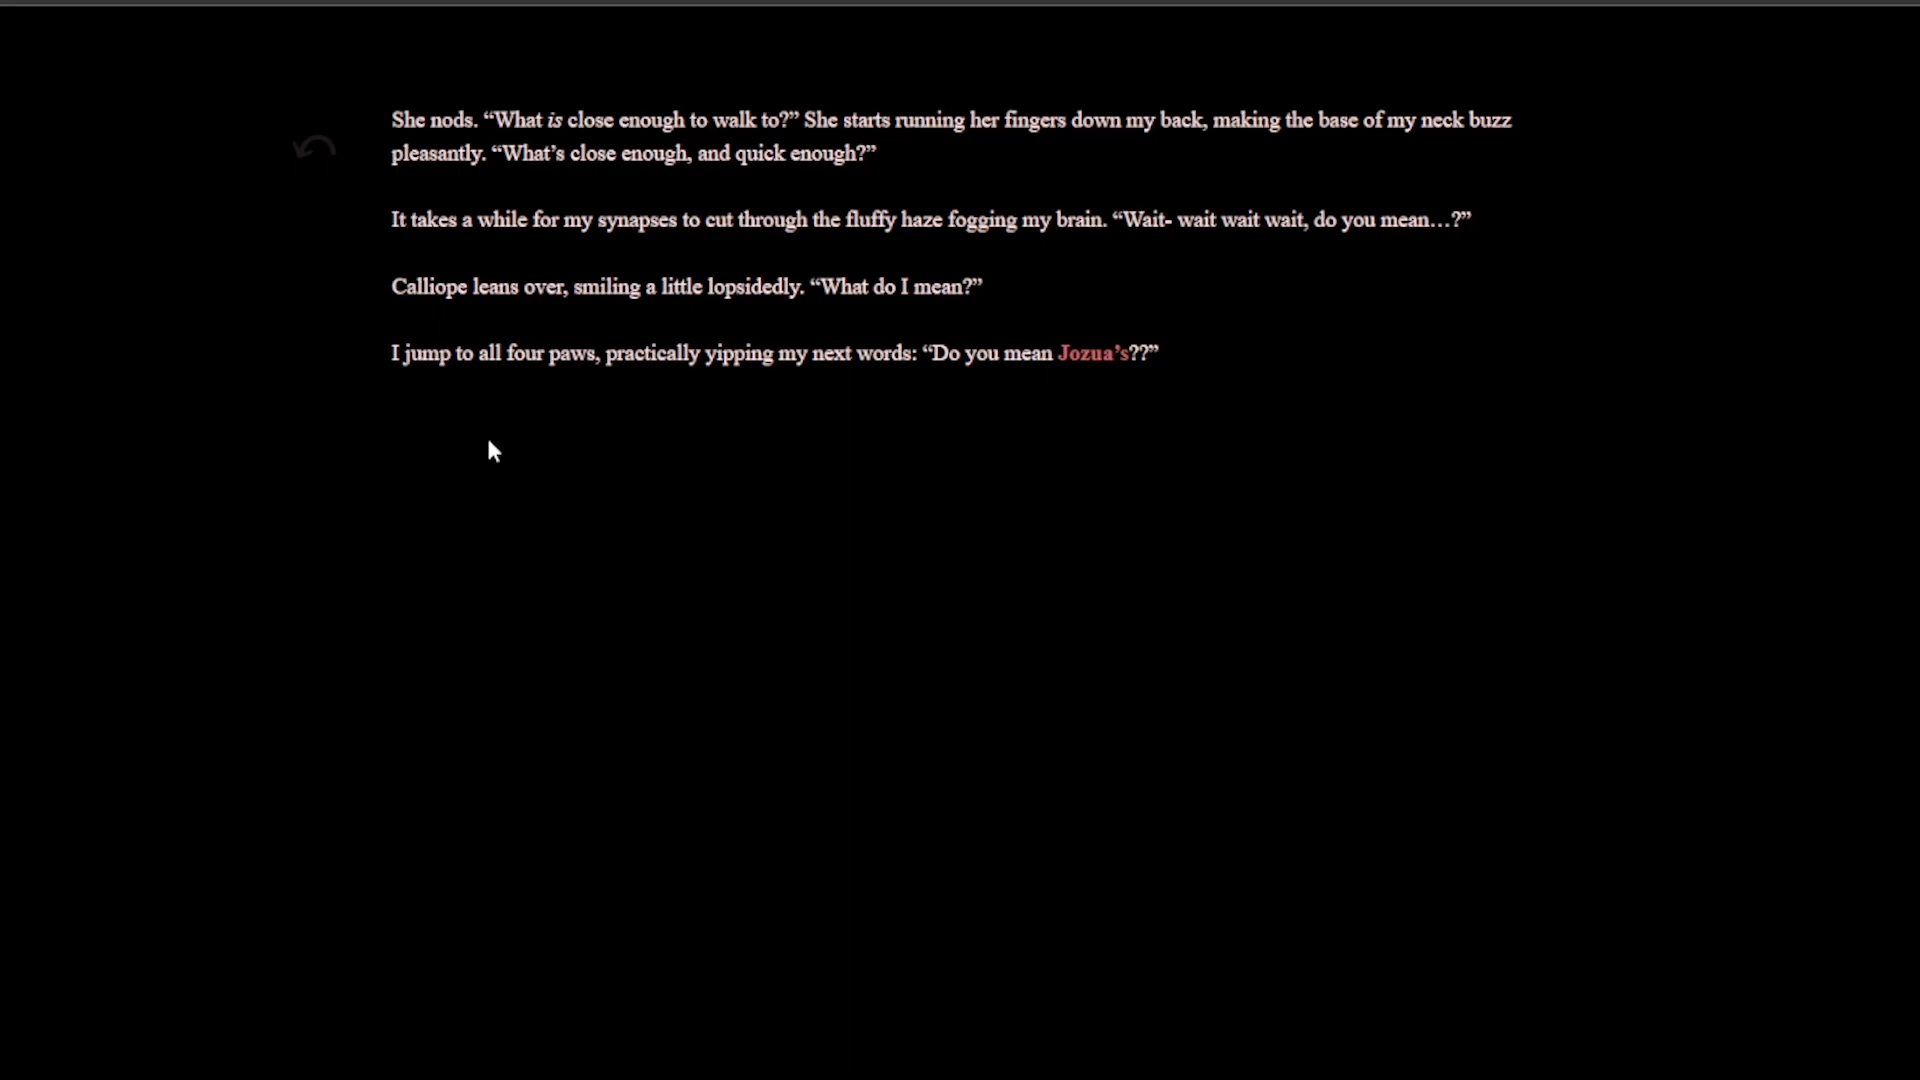 She nods. “What is close enough to walk to?” She starts running her fingers down my back, making the base of my neck buzz
pleasantly. “What’s close enough, and quick enough?”
It takes a while for my synapses to cut through the fluffy haze fogging my brain. “Wait- wait wait wait, do you mean…?”
Calliope leans over, smiling a little lopsidedly. “What do I mean?”
I jump to all four paws, practically yipping my next words: “Do you mean Jozua’s??”